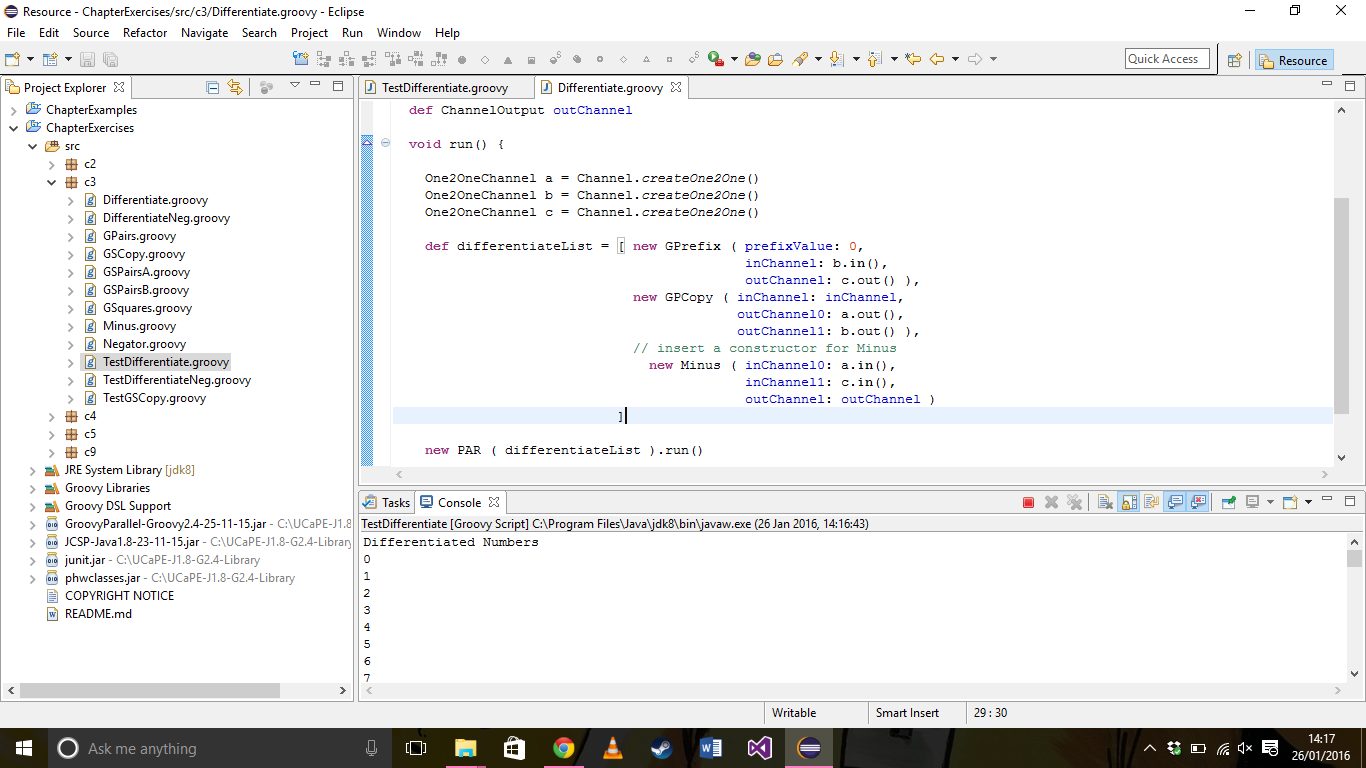 Resource - ChapterExercises/src/c3/Differentiate.groovy - Eclipse
File Edit Source Refactor Navigate Search Project Run Window Help
Quick Access
Resource
Project Explorer
ChapterExamples
ChapterExercises
src
c2
c3
Differentiate.groovy
DifferentiateNeg.groovy
GPairs.groovy
GSCopy.groovy
GSPairsA.groovy
GSPairsB.groovy
GSquares.groovy
Minus.groovy
Negator.groovy
TestDifferentiate.groovy
TestDifferentiateNeg.groovy
TestGSCopy.groovy
c4
c5
c9
JRE System Library [jdk8]
Groovy Libraries
Groovy DSL Support
GroovyParallel-Groovy2.4-25-11-15.jar - C:\UCaPE-J1.8
JCSP-Java1.8-23-11-15.jar - C:\UCaPE-J1.8-G2.4-Library
junit.jar - C:\UCaPE-J1.8-G2.4-Library
phwclasses.jar - C:\UCaPE-J1.8-G2.4-Library
COPYRIGHT NOTICE
README.md
TestDifferentiate.groovy Differentiate.groovy
def ChannelOutput outChannel
void run() {
One2OneChannel a = Channel.createOne2One()
One2OneChannel b = Channel.createOne2One()
One2OneChannel c = Channel.createOne2One()
def differentiateList = [ new GPrefix ( prefixValue: 0,
inChannel: b.in(),
outChannel: c.out() ),
new GPCopy ( inChannel: inChannel,
outChannel0: a.out(),
outChannel1: b.out() ),
// insert a constructor for Minus
new Minus ( inChannel0: a.in(),
inChannel1: c.in(),
outChannel: outChannel )
]
new PAR ( differentiateList ).run()
Tasks Console
TestDifferentiate [Groovy Script] C:\Program Files\Java\jdk8\bin\javaw.exe (26 Jan 2016, 14:16:43)
Differentiated Numbers
0
1
2
3
4
5
6
7
Writable Smart Insert 29 : 30
Ask me anything
14:17
26/01/2016